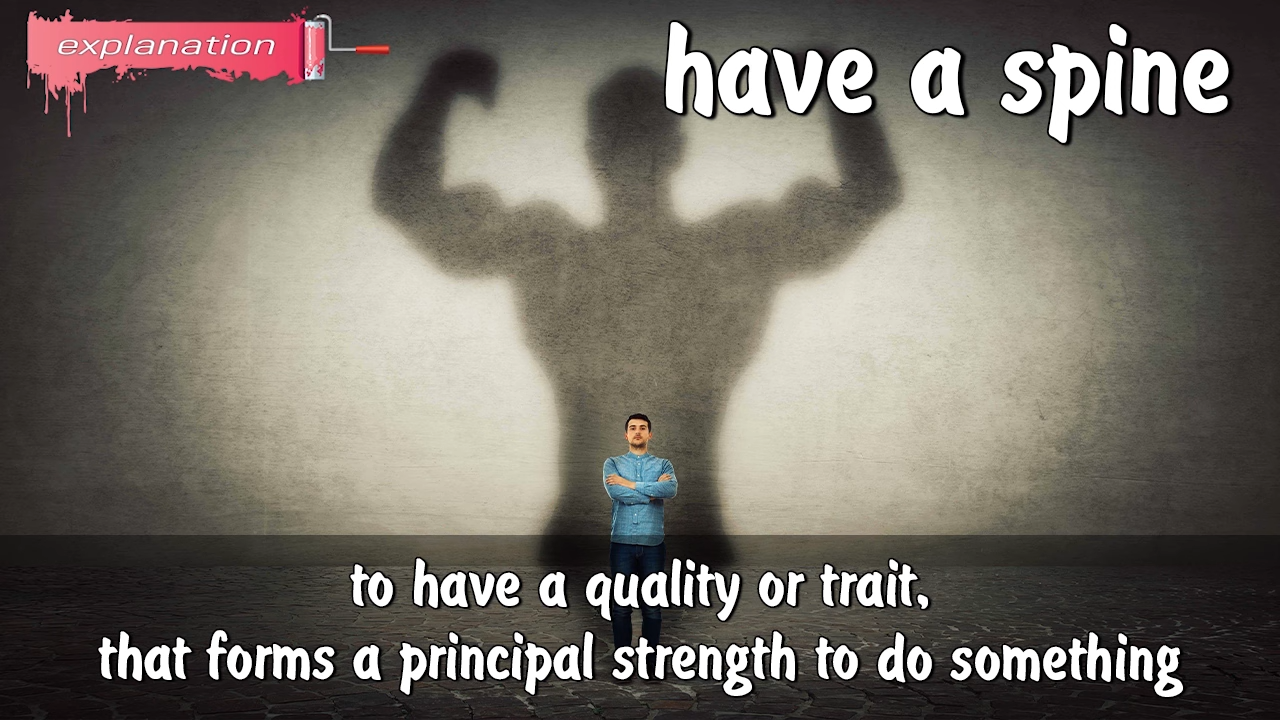 explanation
have a spine
to have a quality or trait,
that forms a principal strength to do something